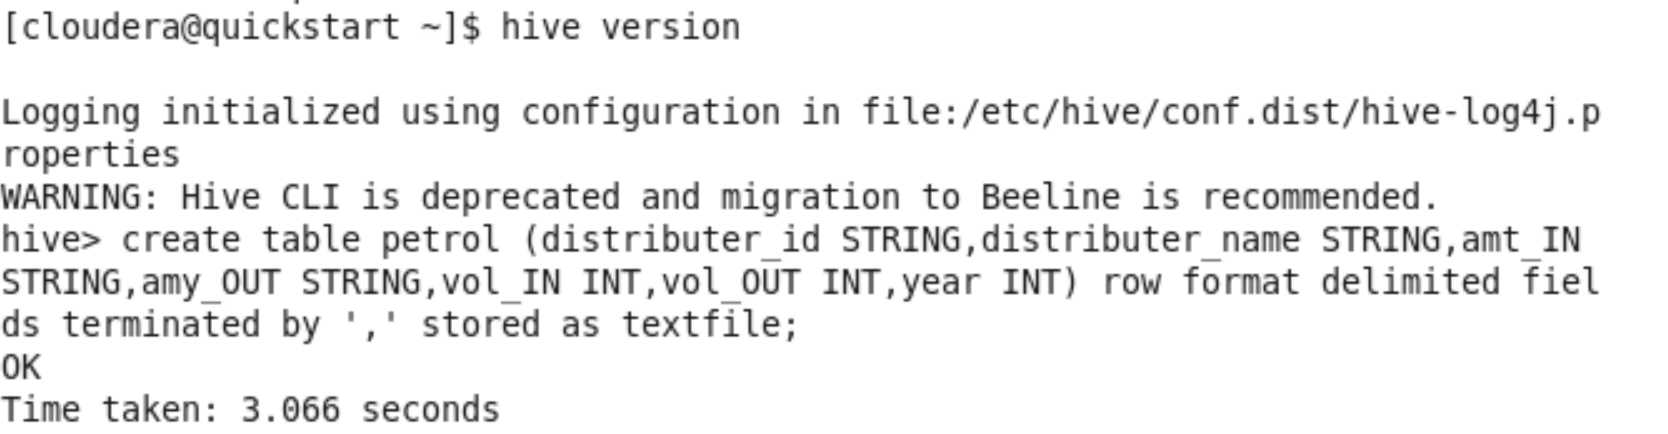 [cloudera@quickstart ~]$ hive version
Logging initialized using configuration in file:/etc/hive/conf.dist/hive-log4j.p
roperties
WARNING: Hive CLI is deprecated and migration to Beeline is recommended.
hive> create table petrol (distributer_id STRING,distributer_name STRING,amt_IN
STRING,amy_OUT STRING,vol_IN INT,vol_OUT INT,year INT) row format delimited fiel
ds terminated by ',' stored as textfile;
OK
Time taken: 3.066 seconds